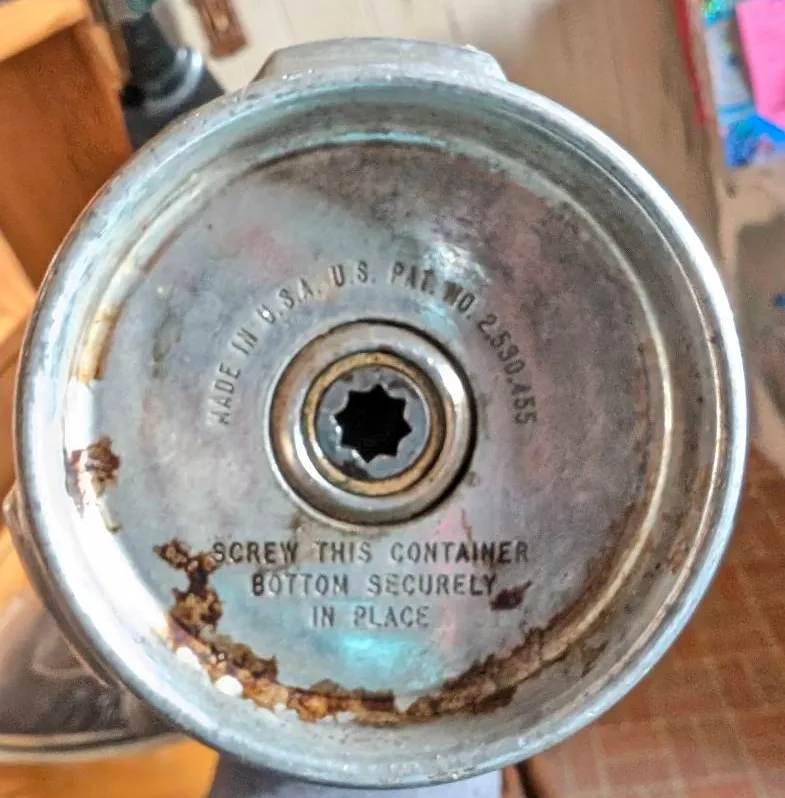 MADE IN U.S.A. U.S. PAT. NO. 2,530,455
SCREW THIS CONTAINER
BOTTOM SECURELY
IN PLACE